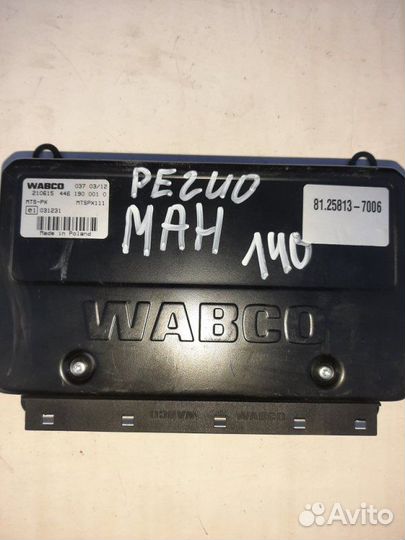 WABCO 037 03/12
210615 446 190 001 0
MTS-PK MTSPX111
e1 031231
Made in Poland
РЕГИО
МАН
140
81.25813-7006
WABCO
WABCO WABCO
Avito